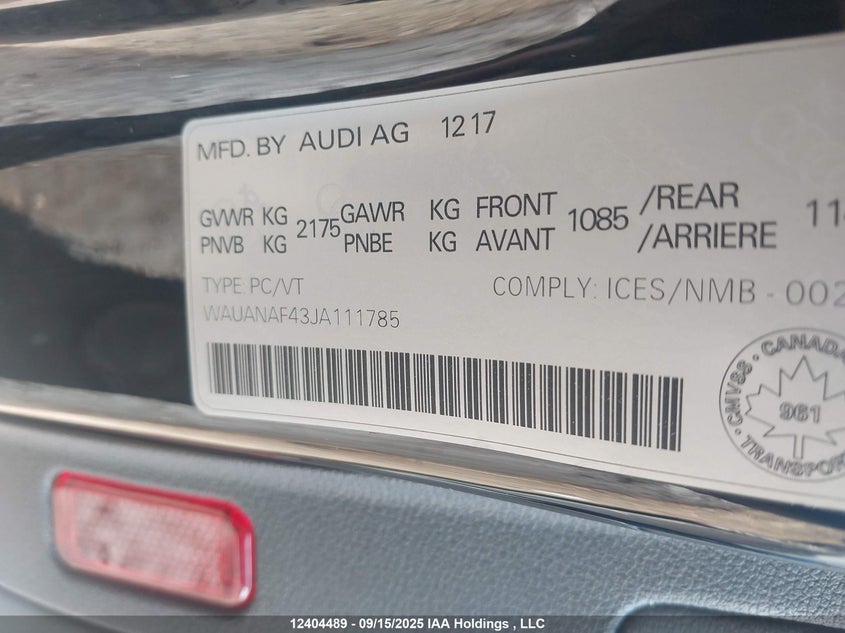 MFD. BY AUDI AG 1217
GVWR KG 2175 GAWR KG FRONT 1085 /REAR
PNVB KG PNBE KG AVANT /ARRIERE
TYPE: PC/VT COMPLY: ICES/NMB - 002
WAUANAF43JA111785
CANADA
CMVSS 961
TRANSPORT
12404489 - 09/15/2025 IAA Holdings , LLC